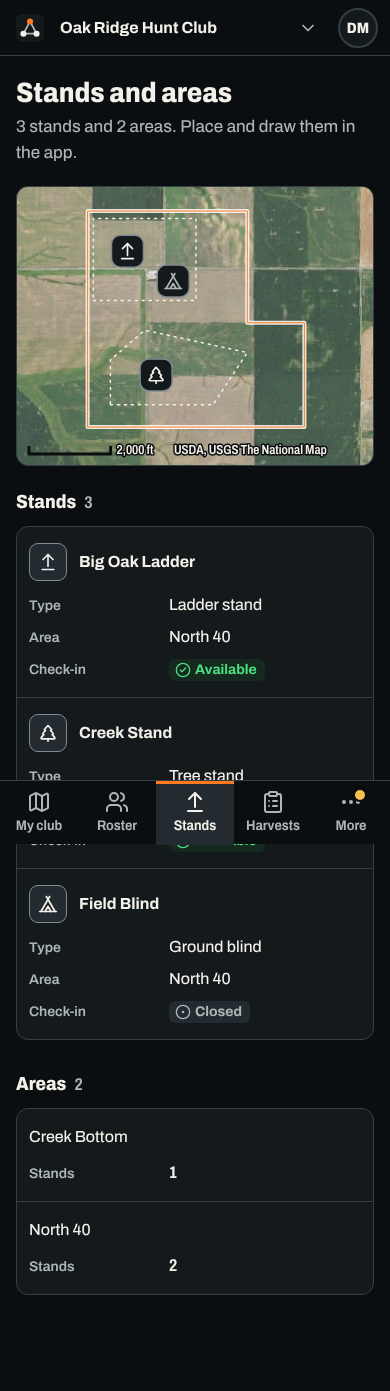 Oak Ridge Hunt Club
DM
Stands and areas
3 stands and 2 areas. Place and draw them in
the app.
2,000 ft
USDA, USGS The National Map
Stands 3
Big Oak Ladder
Type Ladder stand
Area North 40
Check-in Available
Creek Stand
Type Tree stand
My club
Roster
Stands
Harvests
More
Field Blind
Type Ground blind
Area North 40
Check-in Closed
Areas 2
Creek Bottom
Stands 1
North 40
Stands 2